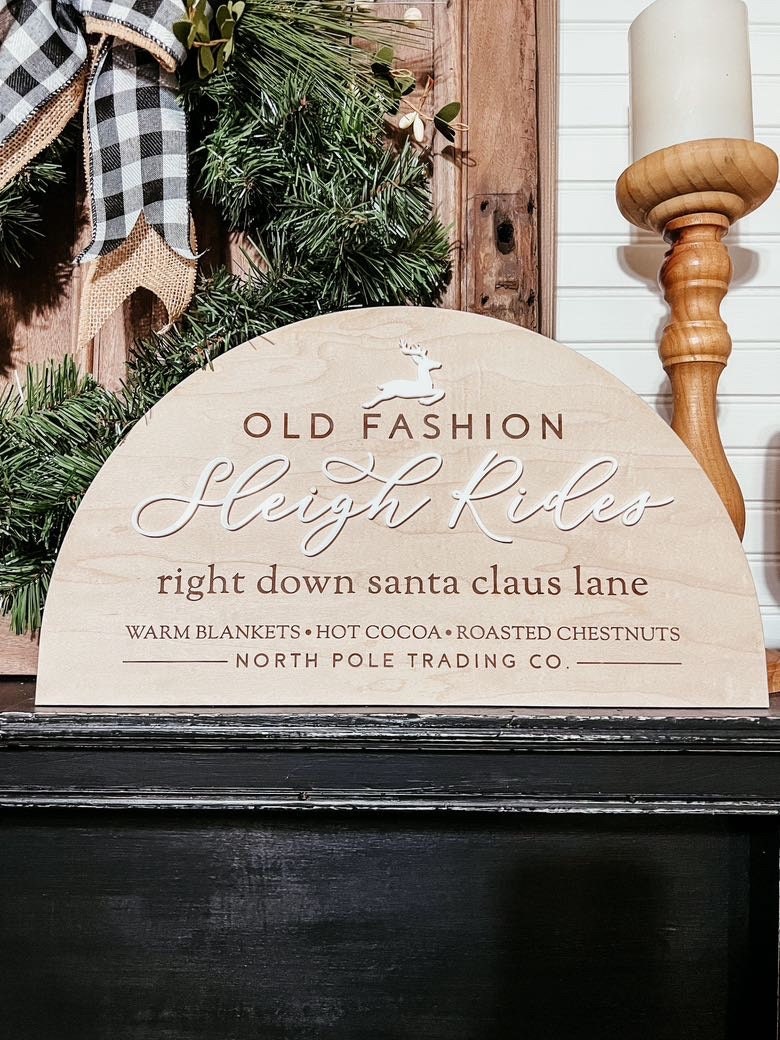 OLD FASHION
Sleigh Rides
right down santa claus lane
WARM BLANKETS • HOT COCOA • ROASTED CHESTNUTS
NORTH POLE TRADING CO.